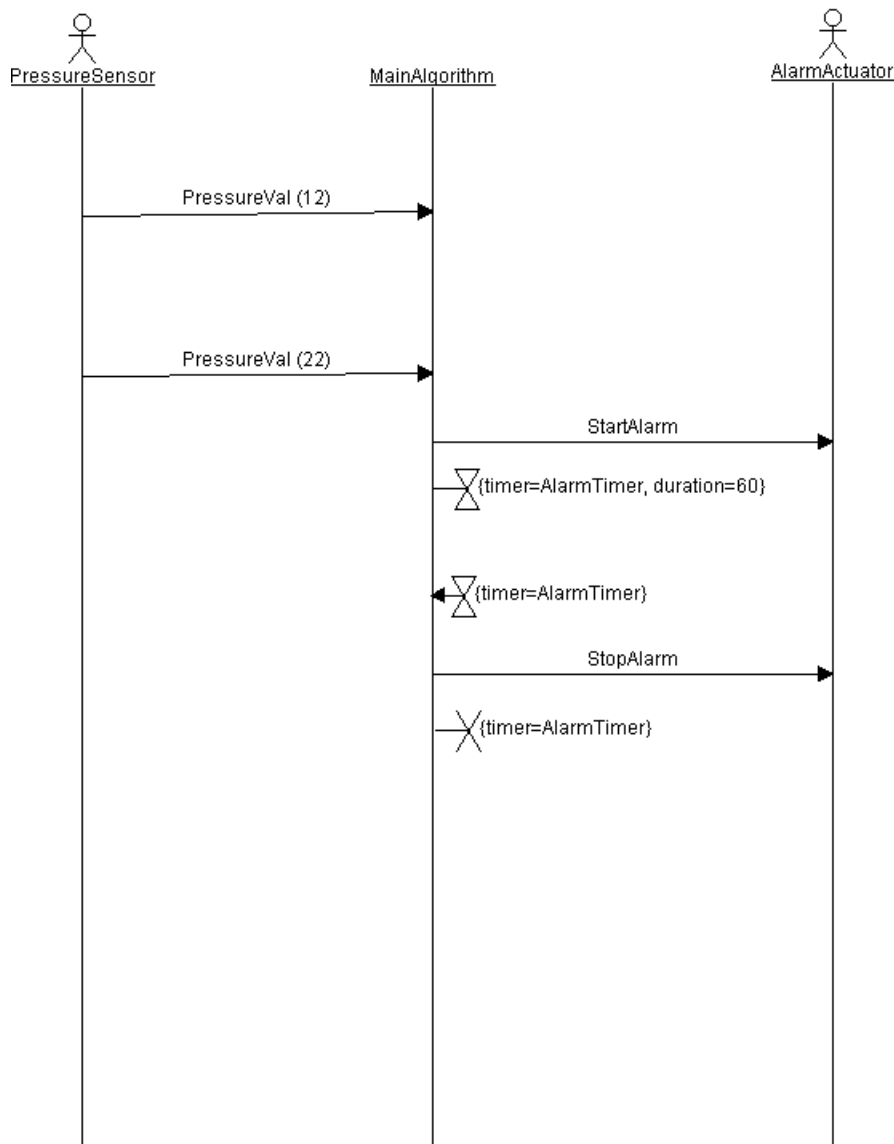 PressureSensor
MainAlgorithm
AlarmActuator
PressureVal (12)
PressureVal (22)
StartAlarm
{timer=AlarmTimer, duration=60}
{timer=AlarmTimer}
StopAlarm
{timer=AlarmTimer}